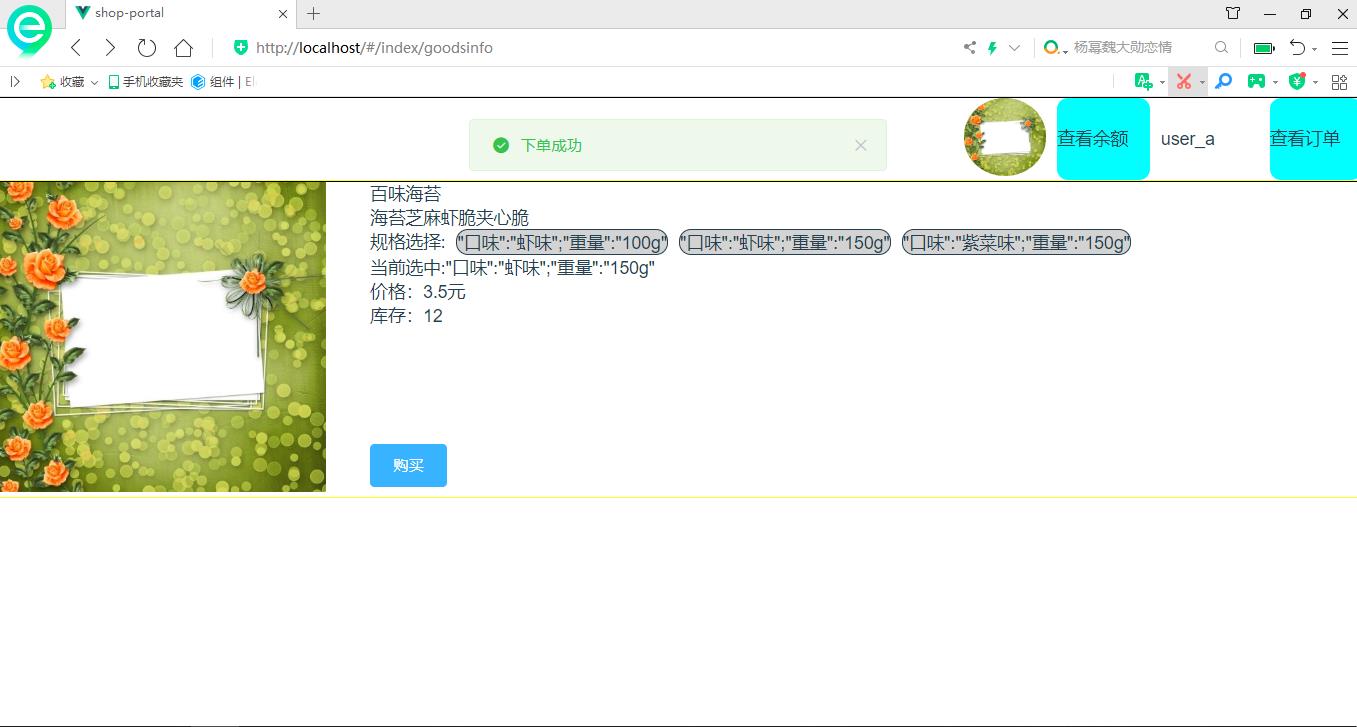 shop-portal
http://localhost/#/index/goodsinfo
杨幂魏大勋恋情
收藏
手机收藏夹
组件 | El
下单成功
查看余额
user_a
查看订单
百味海苔
海苔芝麻虾脆夹心脆
规格选择: "口味":"虾味";"重量":"100g" "口味":"虾味";"重量":"150g" "口味":"紫菜味";"重量":"150g"
当前选中:"口味":"虾味";"重量":"150g"
价格：3.5元
库存：12
购买